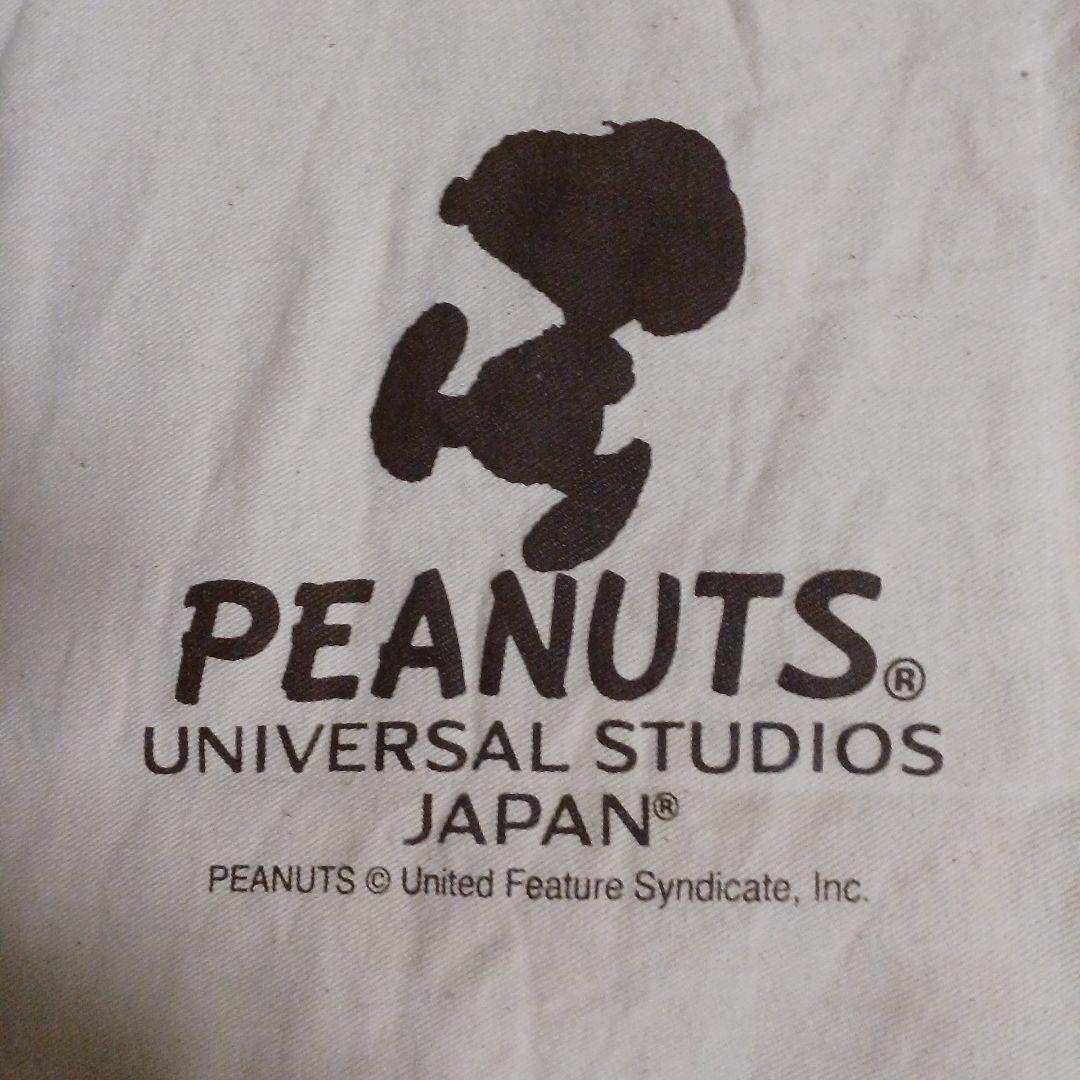 PEANUTS®
UNIVERSAL STUDIOS
JAPAN®
PEANUTS © United Feature Syndicate, Inc.